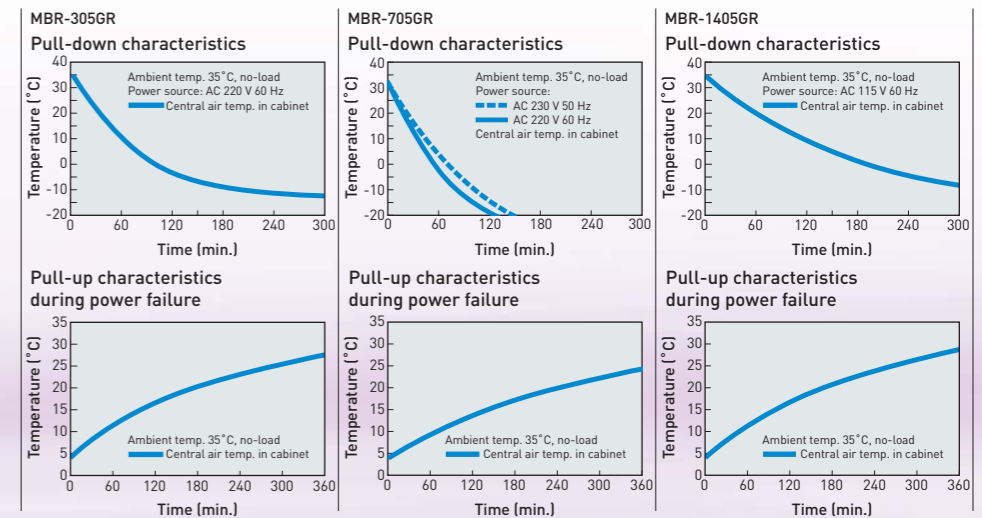 MBR-305GR
Pull-down characteristics
Temperature (˚C)
40
30
20
10
0
-10
-20
Ambient temp. 35˚C, no-load
Power source: AC 220 V 60 Hz
Central air temp. in cabinet
0 60 120 180 240 300
Time (min.)
Pull-up characteristics
during power failure
Temperature (˚C)
35
30
25
20
15
10
5
0
Ambient temp. 35˚C, no-load
Central air temp. in cabinet
0 60 120 180 240 300 360
Time (min.)
MBR-705GR
Pull-down characteristics
Temperature (˚C)
40
30
20
10
0
-10
-20
Ambient temp. 35˚C, no-load
Power source:
AC 230 V 50 Hz
AC 220 V 60 Hz
Central air temp. in cabinet
0 60 120 180 240 300
Time (min.)
Pull-up characteristics
during power failure
Temperature (˚C)
35
30
25
20
15
10
5
0
Ambient temp. 35˚C, no-load
Central air temp. in cabinet
0 60 120 180 240 300 360
Time (min.)
MBR-1405GR
Pull-down characteristics
Temperature (˚C)
40
30
20
10
0
-10
-20
Ambient temp. 35˚C, no-load
Power source: AC 115 V 60 Hz
Central air temp. in cabinet
0 60 120 180 240 300
Time (min.)
Pull-up characteristics
during power failure
Temperature (˚C)
35
30
25
20
15
10
5
0
Ambient temp. 35˚C, no-load
Central air temp. in cabinet
0 60 120 180 240 300 360
Time (min.)